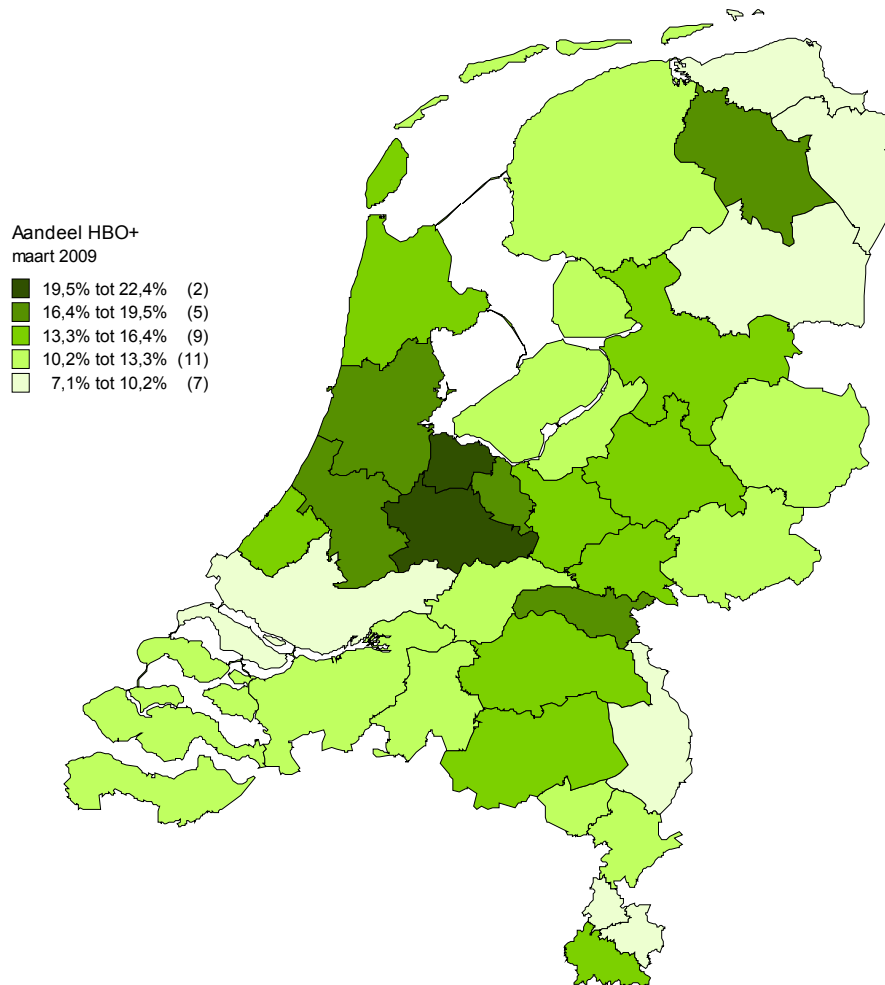 Aandeel HBO+
maart 2009
19,5% tot 22,4% (2)
16,4% tot 19,5% (5)
13,3% tot 16,4% (9)
10,2% tot 13,3% (11)
7,1% tot 10,2% (7)